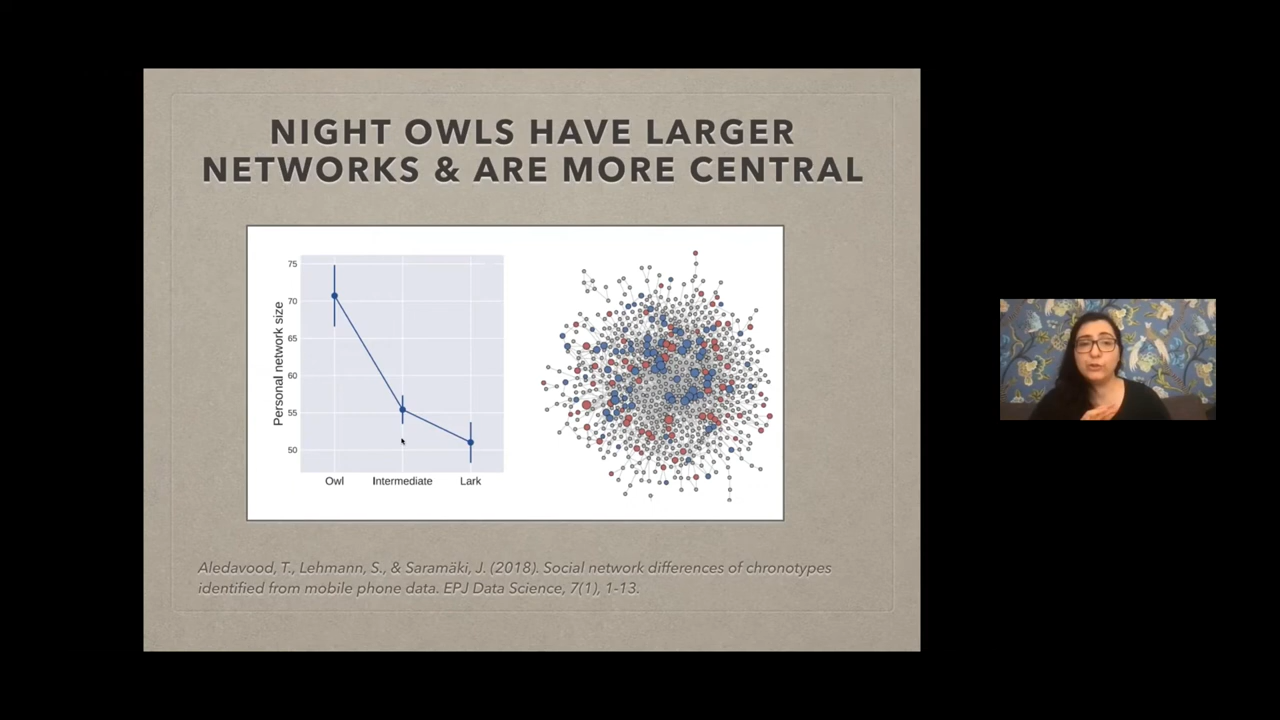 NIGHT OWLS HAVE LARGER
NETWORKS & ARE MORE CENTRAL
Personal network size
75
70
65
60
55
50
Owl
Intermediate
Lark
Aledavood, T., Lehmann, S., & Saramäki, J. (2018). Social network differences of chronotypes
identified from mobile phone data. EPJ Data Science, 7(1), 1-13.